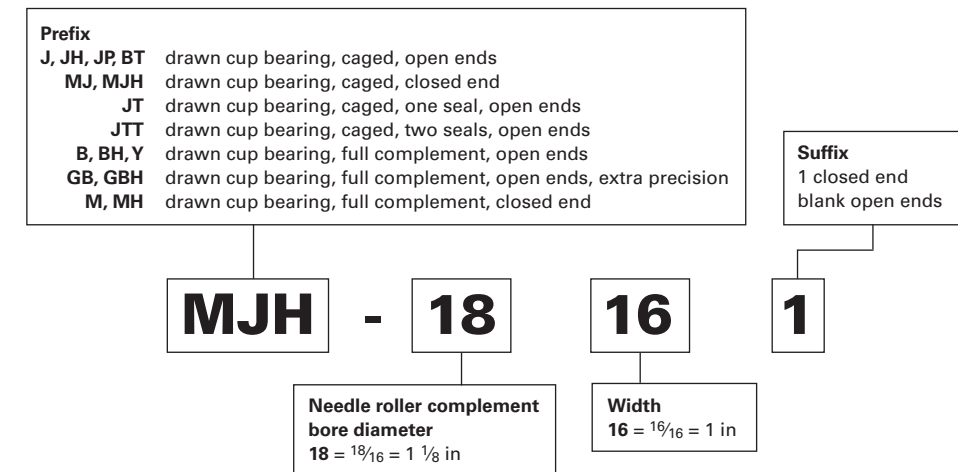 Prefix
J, JH, JP, BT drawn cup bearing, caged, open ends
MJ, MJH drawn cup bearing, caged, closed end
JT drawn cup bearing, caged, one seal, open ends
JTT drawn cup bearing, caged, two seals, open ends
B, BH, Y drawn cup bearing, full complement, open ends
GB, GBH drawn cup bearing, full complement, open ends, extra precision
M, MH drawn cup bearing, full complement, closed end
Suffix
1 closed end
blank open ends
MJH - 18 16 1
Needle roller complement
bore diameter
18 = 18/16 = 1 1/8 in
Width
16 = 16/16 = 1 in